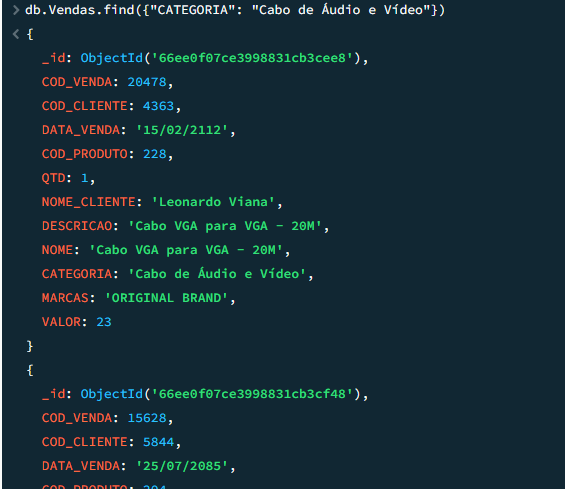 > db.Vendas.find({"CATEGORIA": "Cabo de Áudio e Vídeo"})
< {
_id: ObjectId('66ee0f07ce3998831cb3cee8'),
COD_VENDA: 20478,
COD_CLIENTE: 4363,
DATA_VENDA: '15/02/2112',
COD_PRODUTO: 228,
QTD: 1,
NOME_CLIENTE: 'Leonardo Viana',
DESCRICAO: 'Cabo VGA para VGA - 20M',
NOME: 'Cabo VGA para VGA - 20M',
CATEGORIA: 'Cabo de Áudio e Vídeo',
MARCAS: 'ORIGINAL BRAND',
VALOR: 23
}
{
_id: ObjectId('66ee0f07ce3998831cb3cf48'),
COD_VENDA: 15628,
COD_CLIENTE: 5844,
DATA_VENDA: '25/07/2085',
COD_PRODUTO: